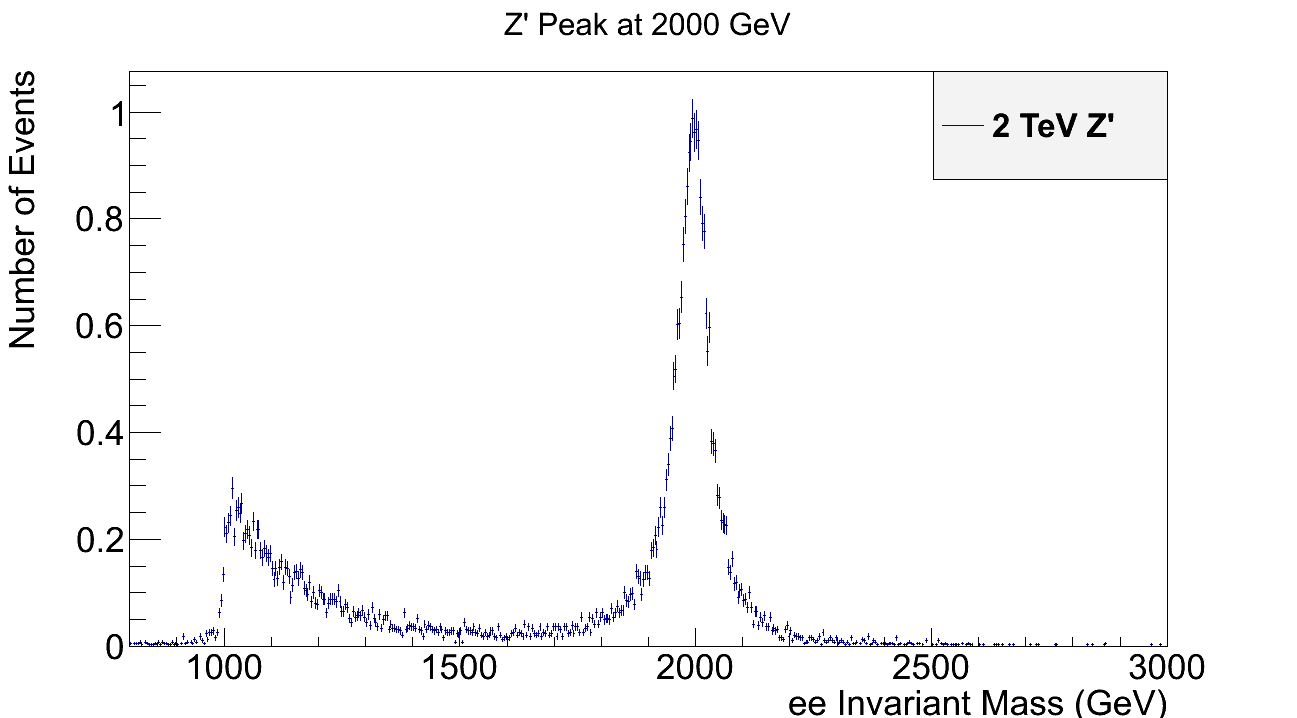 Z' Peak at 2000 GeV
Number of Events
1
0.8
0.6
0.4
0.2
0
2 TeV Z'
1000 1500 2000 2500 3000
ee Invariant Mass (GeV)